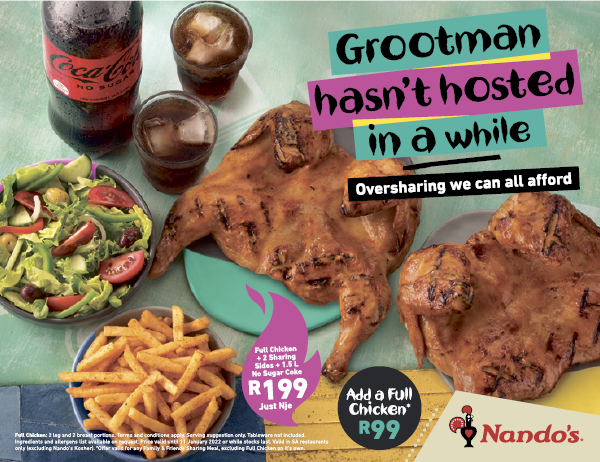 Grootman
hasn't hosted
in a while
Oversharing we can all afford
Coca-Cola
NO SUGAR
Full Chicken
+ 2 Sharing
Sides + 1.5 L
No Sugar Coke
R199
Just Nje
Add a Full
Chicken*
R99
Nando's.
Full Chicken: 2 leg and 2 breast portions. Terms and conditions apply. Serving suggestion only. Tableware not included.
Ingredients and allergens list available on request. Price valid until 11 January 2022 or while stocks last. Valid in SA restaurants
only (excluding Nando's Kosher). *Offer valid for any Family & Friends' Sharing Meal, excluding Full Chicken on it's own.